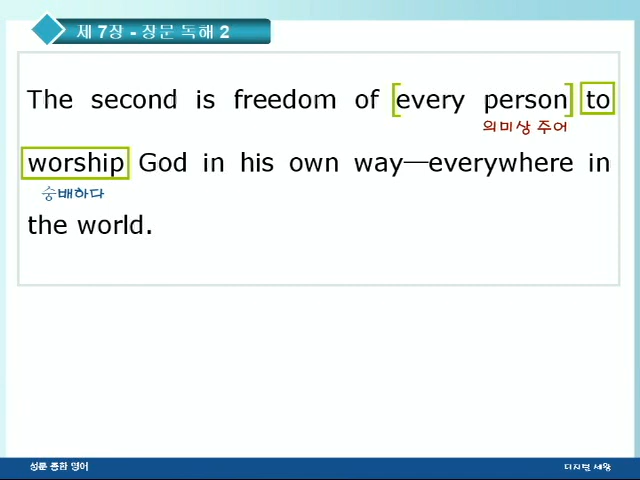 제 7장 - 장문 독해 2
The second is freedom of [every person] to
의미상 주어
worship God in his own way—everywhere in
숭배하다
the world.
성문 종합 영어
디지털 세왕